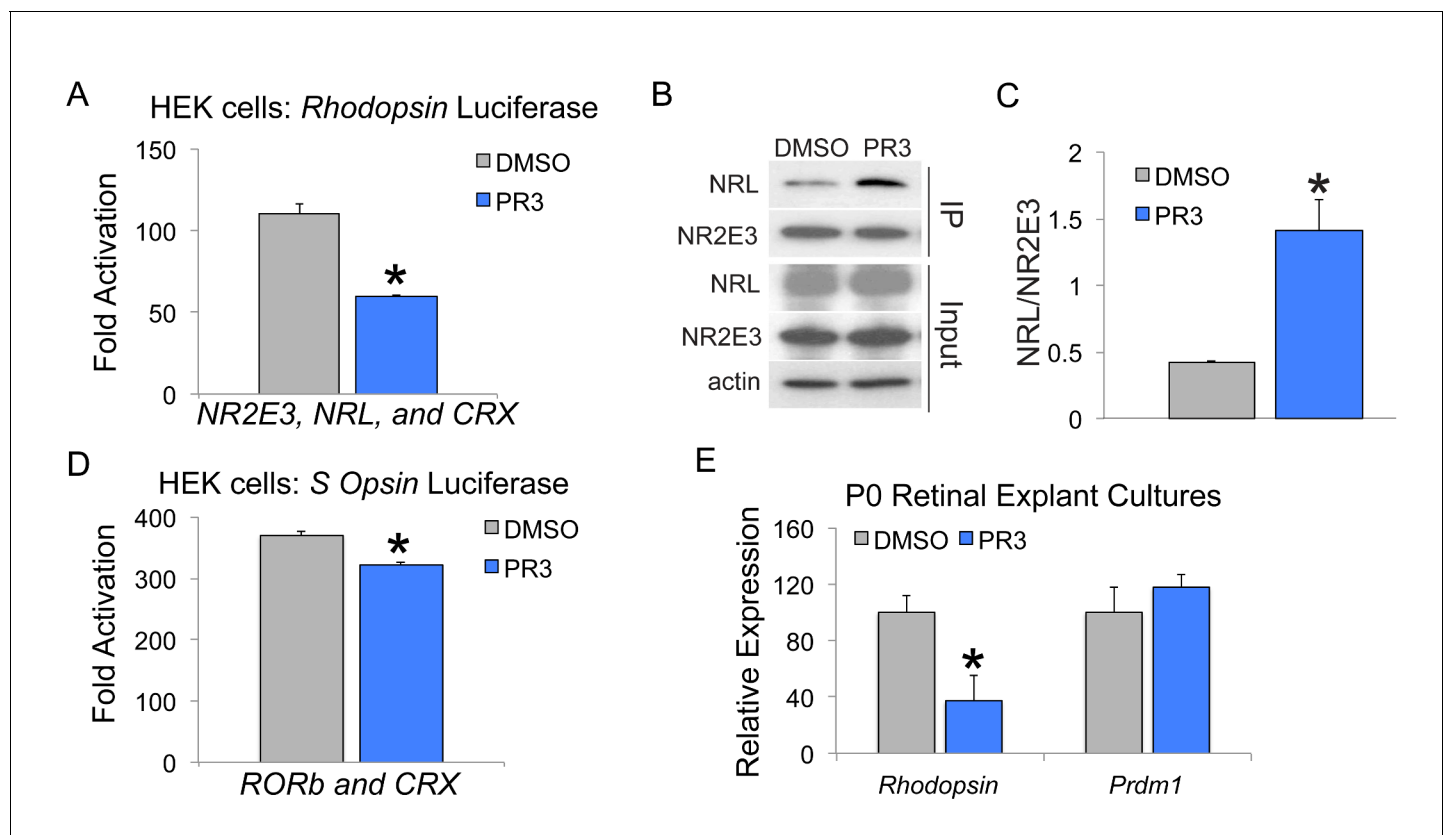 A
HEK cells: Rhodopsin Luciferase
150
100
50
0
Fold Activation
DMSO
PR3
*
NR2E3, NRL, and CRX
B
DMSO PR3
NRL
NR2E3
IP
NRL
NR2E3
actin
Input
C
2
1.5
1
0.5
0
NRL/NR2E3
DMSO
PR3
*
D
HEK cells: S Opsin Luciferase
400
300
200
100
0
Fold Activation
DMSO
PR3
*
RORb and CRX
E
P0 Retinal Explant Cultures
160
120
80
40
0
Relative Expression
DMSO PR3
*
Rhodopsin Prdm1